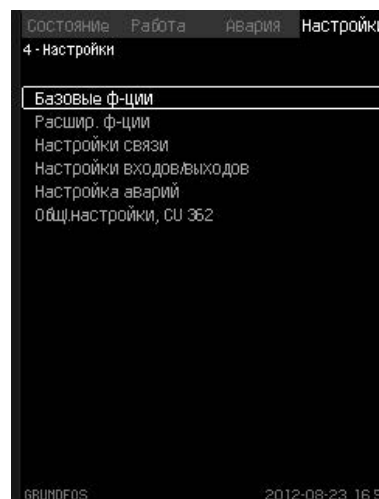 Состояние Работа Авария Настройки
4 - Настройки
Базовые ф-ции
Расшир. ф-ции
Настройки связи
Настройки входов/выходов
Настройка аварий
Общ.настройки, CU 362
GRUNDFOS 2012-08-23 16:5